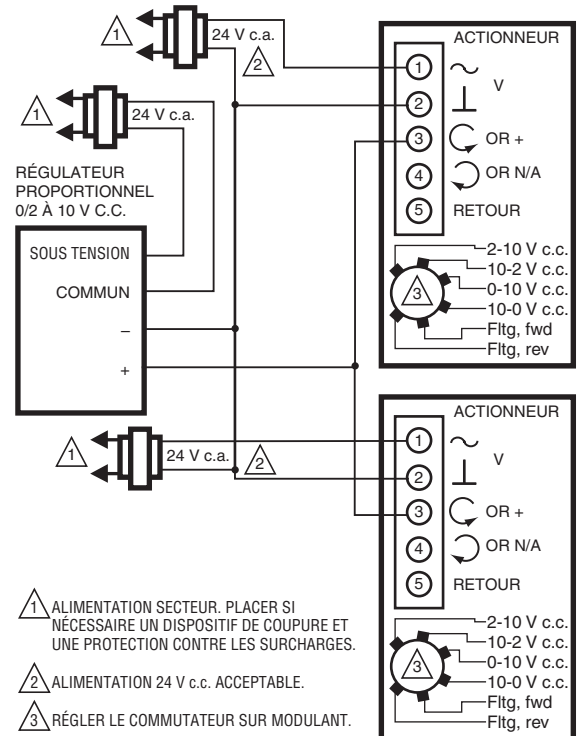 1
24 V c.a.
2
1
24 V c.a.
RÉGULATEUR
PROPORTIONNEL
0/2 À 10 V C.C.
SOUS TENSION
COMMUN
–
+
ACTIONNEUR
1
V
2
3 OR +
4 OR N/A
5 RETOUR
3
2-10 V c.c.
10-2 V c.c.
0-10 V c.c.
10-0 V c.c.
Fltg, fwd
Fltg, rev
1
24 V c.a.
2
ACTIONNEUR
1
V
2
3 OR +
4 OR N/A
5 RETOUR
3
2-10 V c.c.
10-2 V c.c.
0-10 V c.c.
10-0 V c.c.
Fltg, fwd
Fltg, rev
1 ALIMENTATION SECTEUR. PLACER SI
NÉCESSAIRE UN DISPOSITIF DE COUPURE ET
UNE PROTECTION CONTRE LES SURCHARGES.
2 ALIMENTATION 24 V c.c. ACCEPTABLE.
3 RÉGLER LE COMMUTATEUR SUR MODULANT.